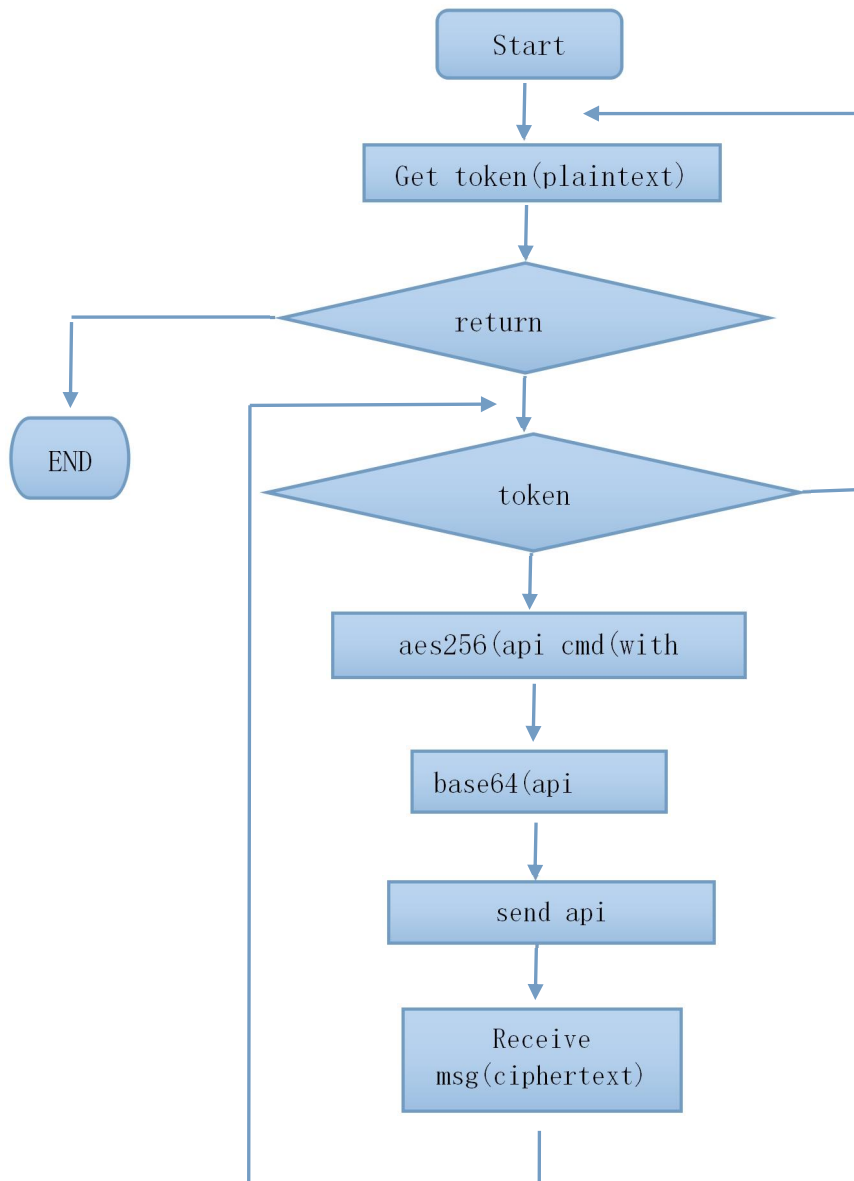 Start
Get token(plaintext)
return
END
token
aes256(api cmd(with
base64(api
send api
Receive
msg(ciphertext)